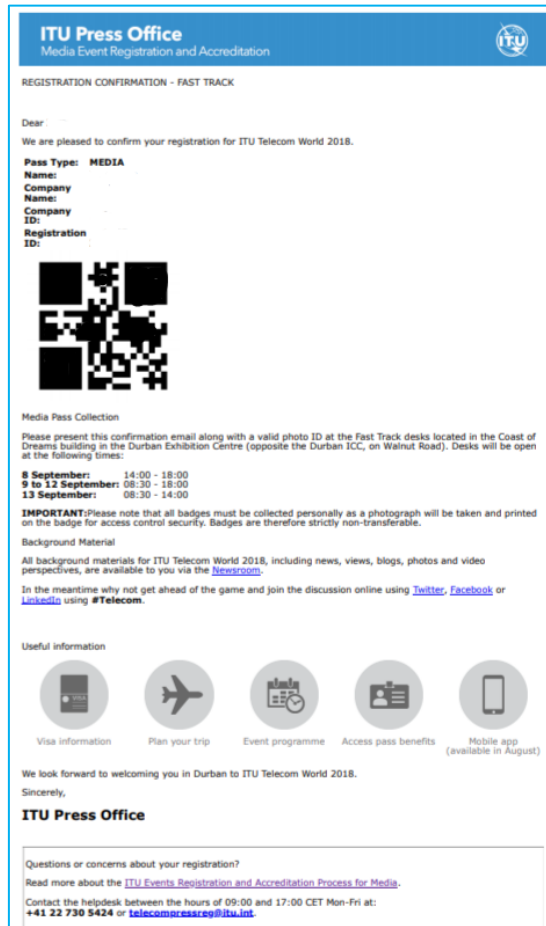 ITU Press Office
Media Event Registration and Accreditation
ITU
REGISTRATION CONFIRMATION - FAST TRACK
Dear
We are pleased to confirm your registration for ITU Telecom World 2018.
Pass Type: MEDIA
Name:
Company
Name:
Company
ID:
Registration
ID:
Media Pass Collection
Please present this confirmation email along with a valid photo ID at the Fast Track desks located in the Coast of
Dreams building in the Durban Exhibition Centre (opposite the Durban ICC, on Walnut Road). Desks will be open
at the following times:
8 September: 14:00 - 18:00
9 to 12 September: 08:30 - 18:00
13 September: 08:30 - 14:00
IMPORTANT:Please note that all badges must be collected personally as a photograph will be taken and printed
on the badge for access control security. Badges are therefore strictly non-transferable.
Background Material
All background materials for ITU Telecom World 2018, including news, views, blogs, photos and video
perspectives, are available to you via the Newsroom.
In the meantime why not get ahead of the game and join the discussion online using Twitter, Facebook or
LinkedIn using #Telecom.
Useful information
VISA
Visa information
Plan your trip
Event programme
Access pass benefits
Mobile app
(available in August)
We look forward to welcoming you in Durban to ITU Telecom World 2018.
Sincerely,
ITU Press Office
Questions or concerns about your registration?
Read more about the ITU Events Registration and Accreditation Process for Media.
Contact the helpdesk between the hours of 09:00 and 17:00 CET Mon-Fri at:
+41 22 730 5424 or telecompressreg@itu.int.